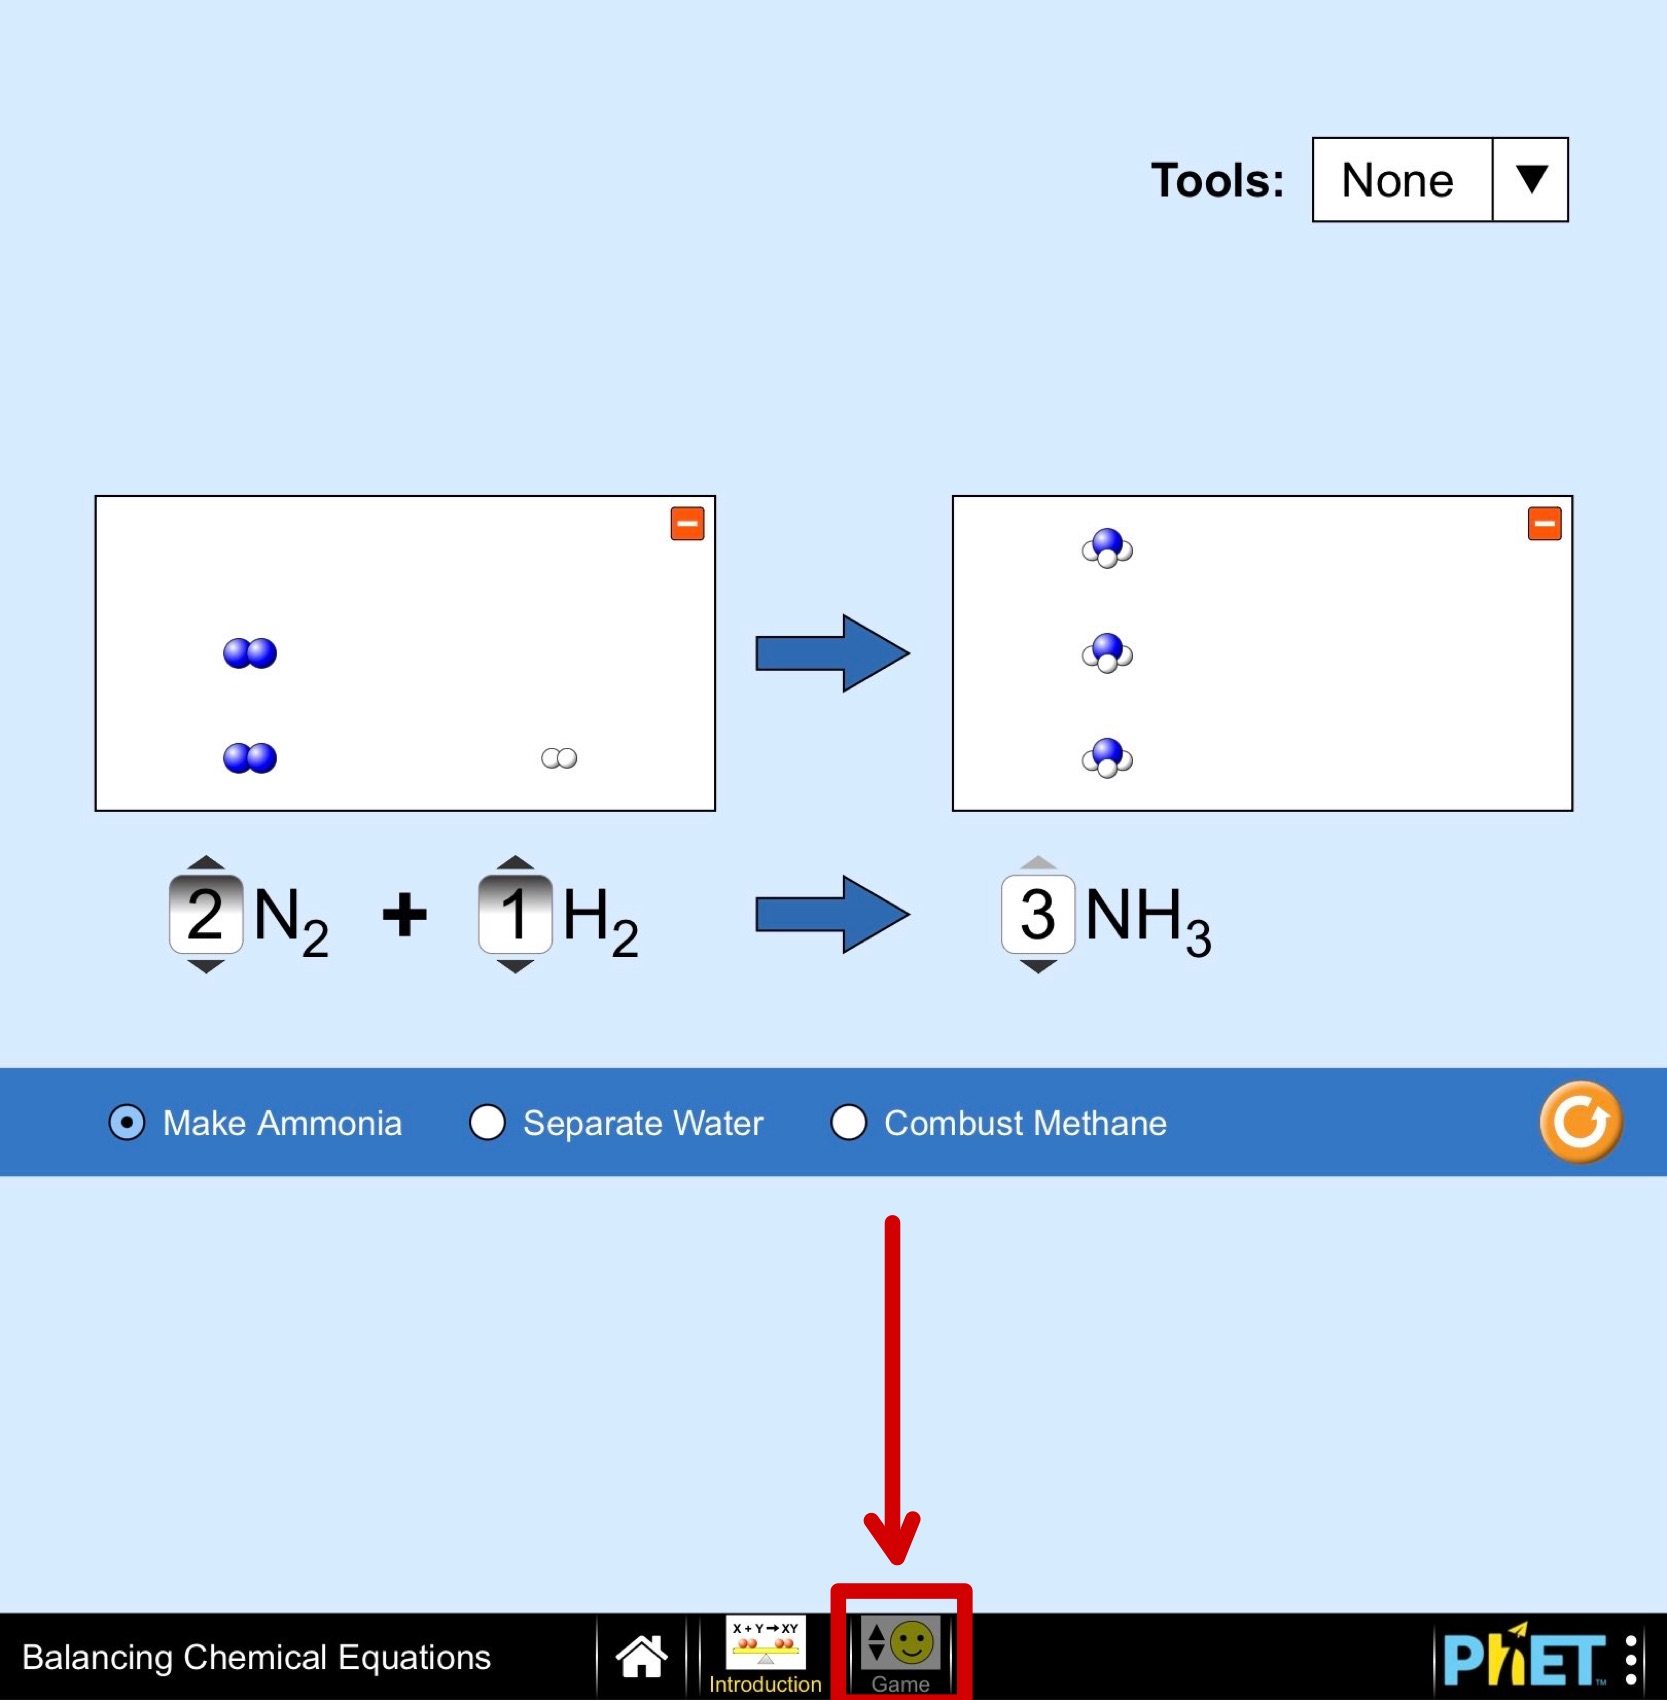 Tools: None ▼
2 N₂ + 1 H₂ → 3 NH₃
Make Ammonia Separate Water Combust Methane
X + Y → XY
Balancing Chemical Equations Introduction Game PhET™